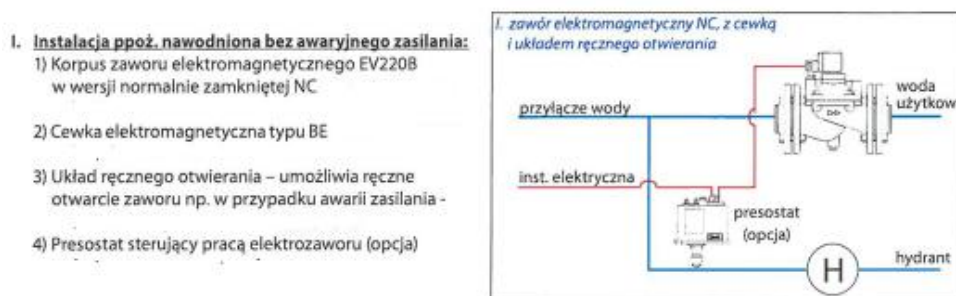 I. Instalacja ppoż. nawodniona bez awaryjnego zasilania:
1) Korpus zaworu elektromagnetycznego EV220B
w wersji normalnie zamkniętej NC
2) Cewka elektromagnetyczna typu BE
3) Układ ręcznego otwierania – umożliwia ręczne
otwarcie zaworu np. w przypadku awarii zasilania -
4) Presostat sterujący pracą elektrozaworu (opcja)
I. zawór elektromagnetyczny NC, z cewką
i układem ręcznego otwierania
przyłącze wody
woda
użytkow
inst. elektryczna
presostat
(opcja)
H
hydrant